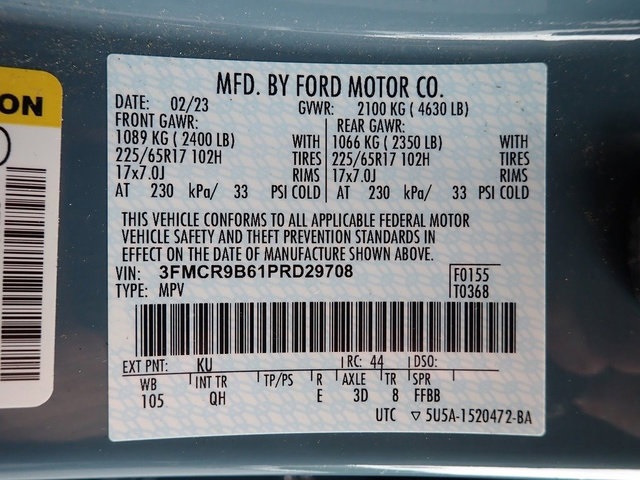 ON
MFD. BY FORD MOTOR CO.
DATE: 02/23 GVWR: 2100 KG ( 4630 LB)
FRONT GAWR: REAR GAWR:
1089 KG ( 2400 LB) WITH 1066 KG ( 2350 LB) WITH
225/65R17 102H TIRES 225/65R17 102H TIRES
17x7.0J RIMS 17x7.0J RIMS
AT 230 kPa/ 33 PSI COLD AT 230 kPa/ 33 PSI COLD
THIS VEHICLE CONFORMS TO ALL APPLICABLE FEDERAL MOTOR
VEHICLE SAFETY AND THEFT PREVENTION STANDARDS IN
EFFECT ON THE DATE OF MANUFACTURE SHOWN ABOVE.
VIN: 3FMCR9B61PRD29708 F0155
TYPE: MPV T0368
EXT PNT: KU RC: 44 DSO:
WB INT TR TP/PS R AXLE TR SPR
105 QH E 3D 8 FFBB
UTC ▽ 5U5A-1520472-BA